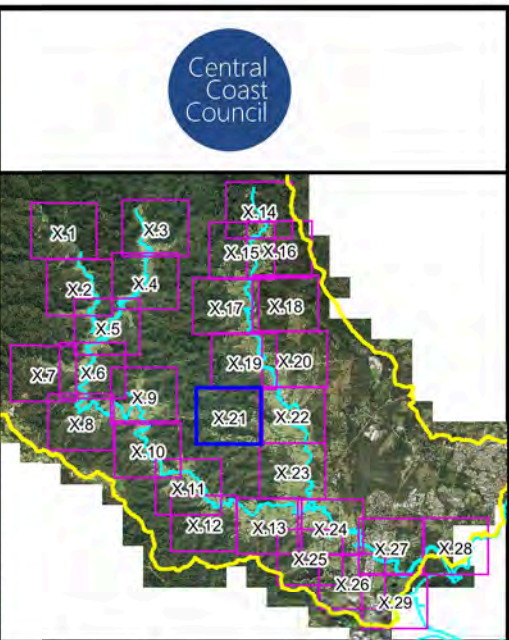 Central
Coast
Council
X.1
X.3
X.14
X.15
X.16
X.2
X.4
X.17
X.18
X.5
X.7
X.6
X.19
X.20
X.9
X.8
X.21
X.22
X.10
X.11
X.23
X.12
X.13
X.24
X.27
X.28
X.25
X.26
X.29